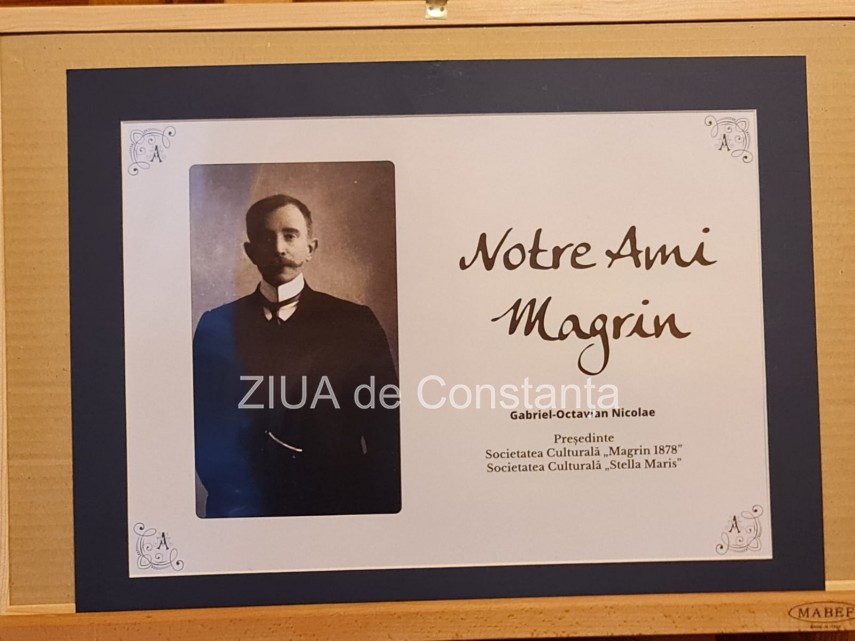 A
A
Notre Ami
Magrin
ZIUA de Constanta
Gabriel-Octavian Nicolae
Președinte
Societatea Culturală „Magrin 1878”
Societatea Culturală „Stella Maris”
A
A
MABEF